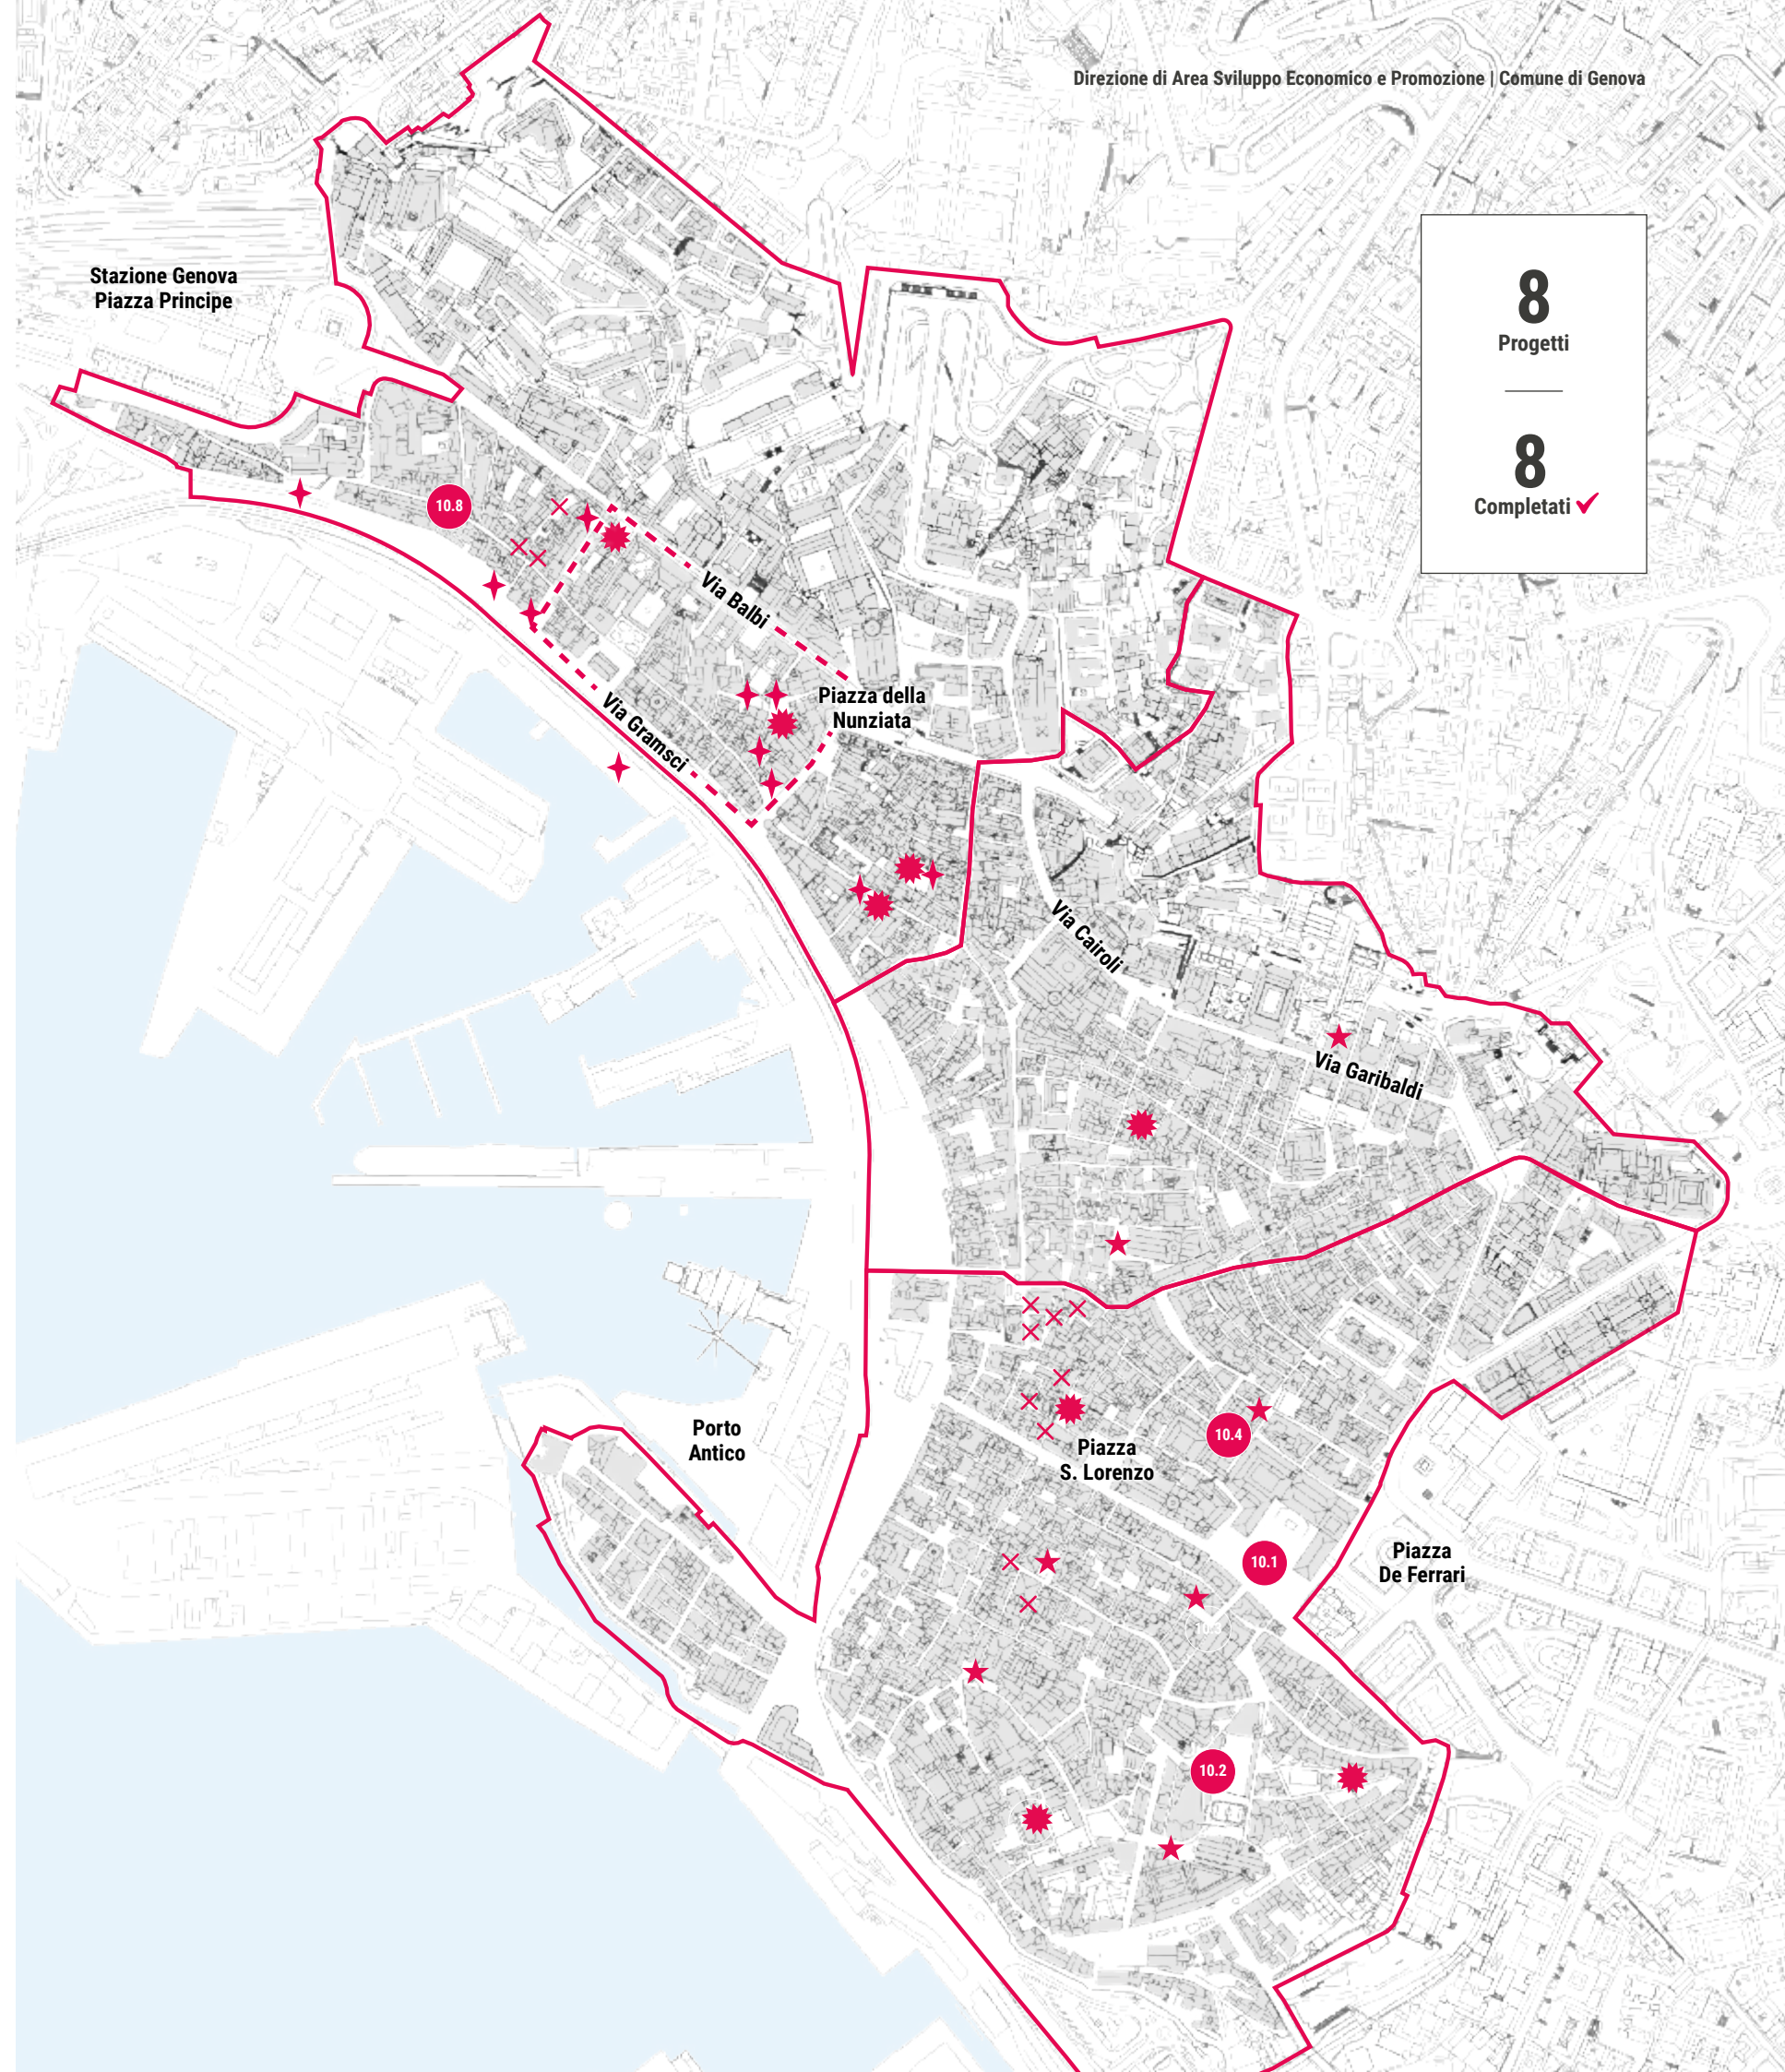 Direzione di Area Sviluppo Economico e Promozione | Comune di Genova
8
Progetti
8
Completati
Stazione Genova
Piazza Principe
10.8
Via Balbi
Piazza della
Nunziata
Via Gramsci
Via Cairoli
Via Garibaldi
Porto
Antico
Piazza
S. Lorenzo
10.4
10.1
Piazza
De Ferrari
10.2